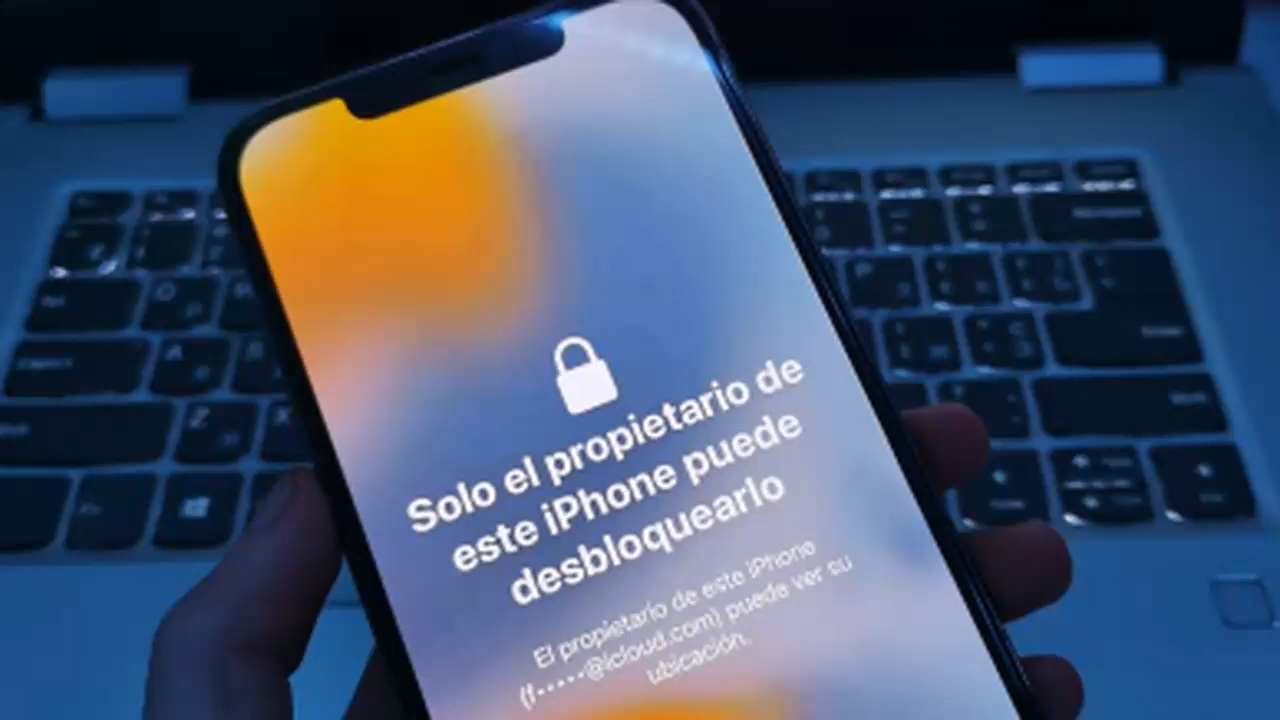 Solo el propietario de
este iPhone puede
desbloquearlo
El propietario de este iPhone
(f•••••@icloud.com) puede ver su
ubicación.
A
Z
X
P